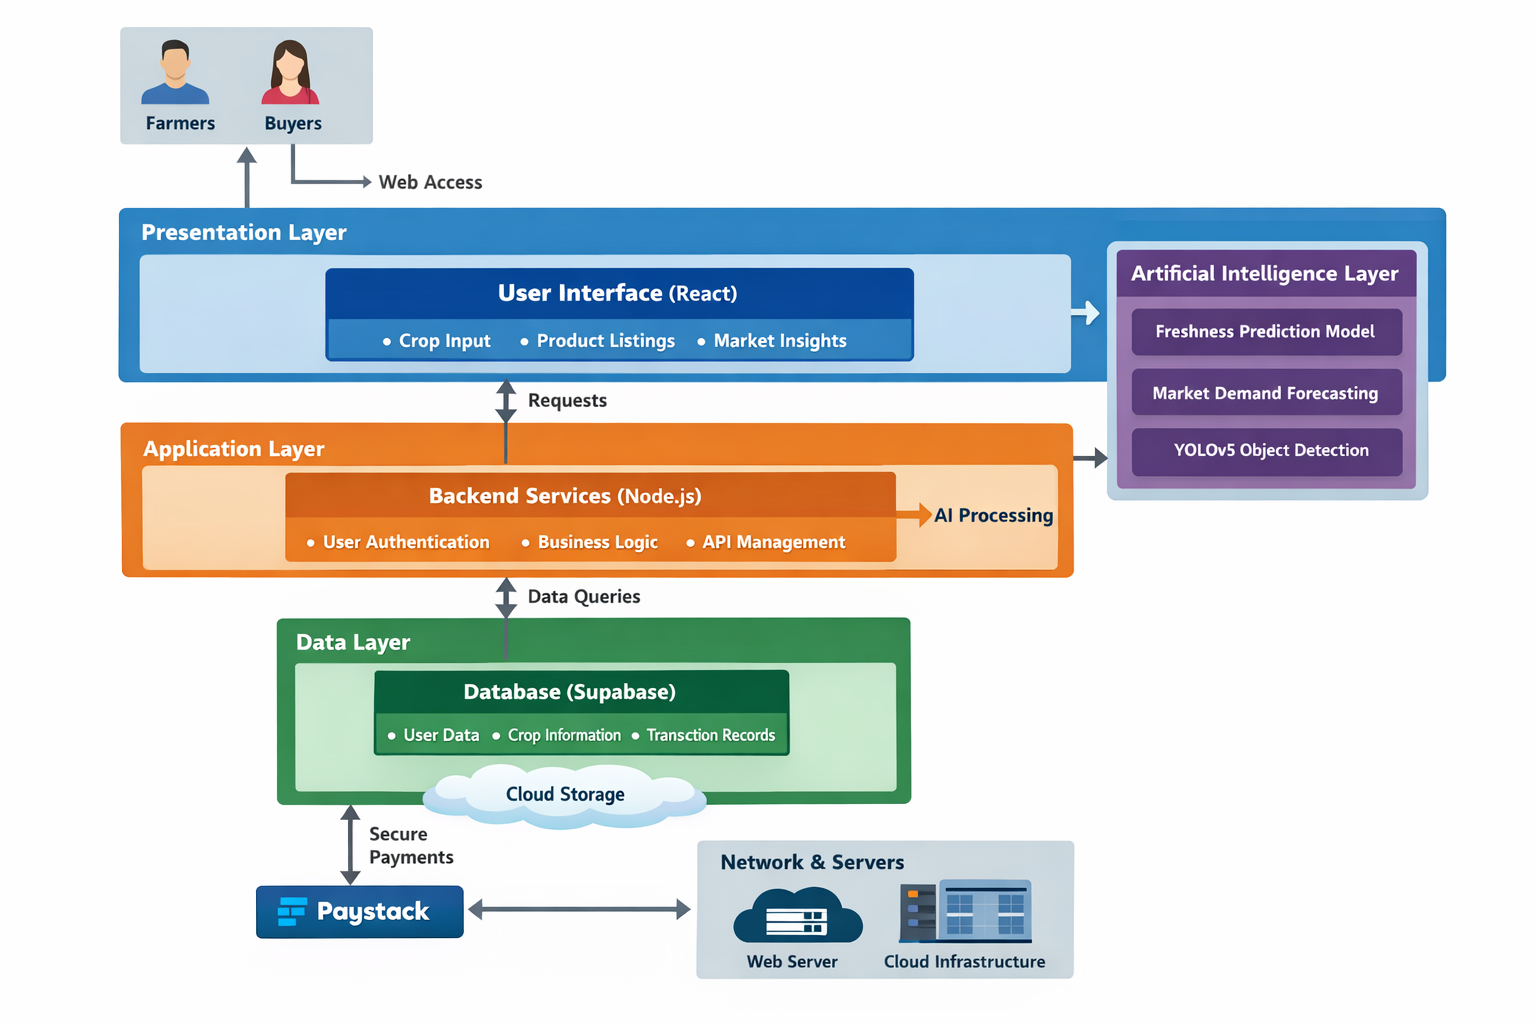 Farmers
Buyers
Web Access
Presentation Layer
User Interface (React)
• Crop Input • Product Listings • Market Insights
Artificial Intelligence Layer
Freshness Prediction Model
Market Demand Forecasting
YOLOv5 Object Detection
Requests
Application Layer
Backend Services (Node.js)
• User Authentication • Business Logic • API Management
AI Processing
Data Queries
Data Layer
Database (Supabase)
• User Data • Crop Information • Transction Records
Cloud Storage
Secure
Payments
Paystack
Network & Servers
Web Server
Cloud Infrastructure